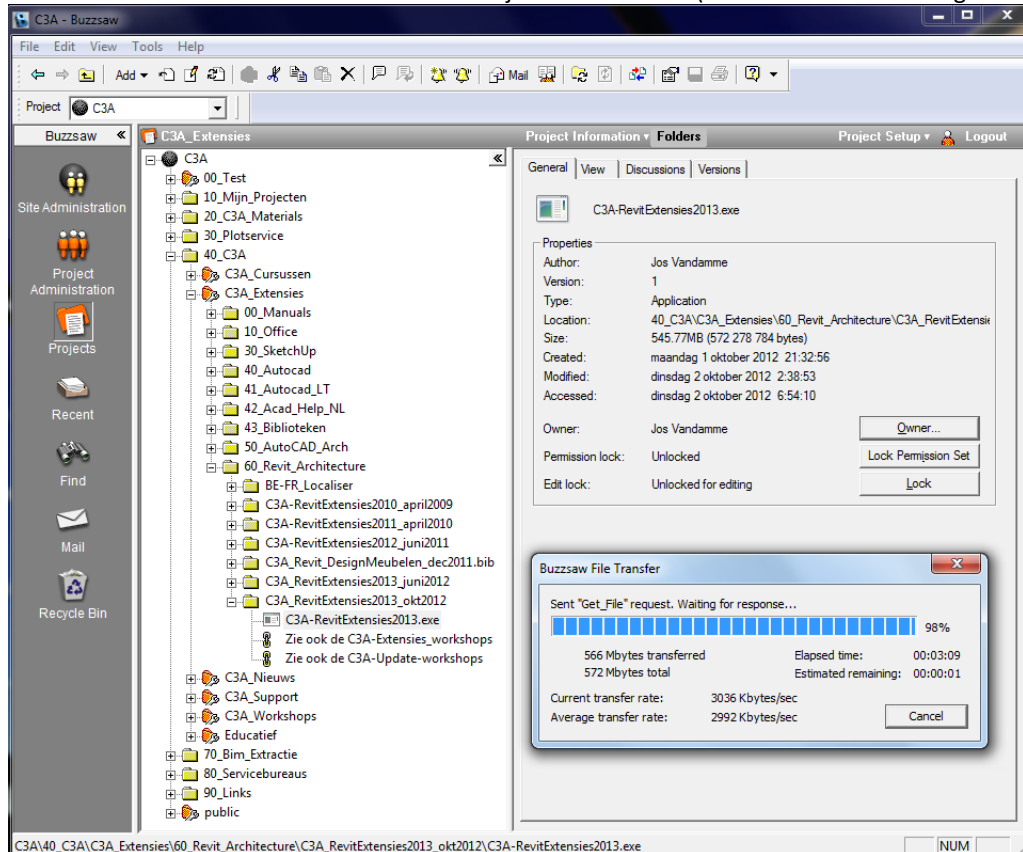 C3A - Buzzsaw
File Edit View Tools Help
Add Mail
Project C3A
Buzzsaw « C3A_Extensies Project Information Folders Project Setup Logout
Site Administration
Project Administration
Projects
Recent
Find
Mail
Recycle Bin
C3A «
00_Test
10_Mijn_Projecten
20_C3A_Materials
30_Plotservice
40_C3A
C3A_Cursussen
C3A_Extensies
00_Manuals
10_Office
30_SketchUp
40_Autocad
41_Autocad_LT
42_Acad_Help_NL
43_Biblioteken
50_AutoCAD_Arch
60_Revit_Architecture
BE-FR_Localiser
C3A-RevitExtensies2010_april2009
C3A-RevitExtensies2011_april2010
C3A-RevitExtensies2012_juni2011
C3A_Revit_DesignMeubelen_dec2011.bib
C3A_RevitExtensies2013_juni2012
C3A_RevitExtensies2013_okt2012
C3A-RevitExtensies2013.exe
Zie ook de C3A-Extensies_workshops
Zie ook de C3A-Update-workshops
C3A_Nieuws
C3A_Support
C3A_Workshops
Educatief
70_Bim_Extractie
80_Servicebureaus
90_Links
public
General View Discussions Versions
C3A-RevitExtensies2013.exe
Properties
Author: Jos Vandamme
Version: 1
Type: Application
Location: 40_C3A\C3A_Extensies\60_Revit_Architecture\C3A_RevitExtensie
Size: 545.77MB (572 278 784 bytes)
Created: maandag 1 oktober 2012 21:32:56
Modified: dinsdag 2 oktober 2012 2:38:53
Accessed: dinsdag 2 oktober 2012 6:54:10
Owner: Jos Vandamme Owner...
Permission lock: Unlocked Lock Permission Set
Edit lock: Unlocked for editing Lock
Buzzsaw File Transfer
Sent "Get_File" request. Waiting for response...
98%
566 Mbytes transferred Elapsed time: 00:03:09
572 Mbytes total Estimated remaining: 00:00:01
Current transfer rate: 3036 Kbytes/sec
Average transfer rate: 2992 Kbytes/sec Cancel
C3A\40_C3A\C3A_Extensies\60_Revit_Architecture\C3A_RevitExtensies2013_okt2012\C3A-RevitExtensies2013.exe NUM